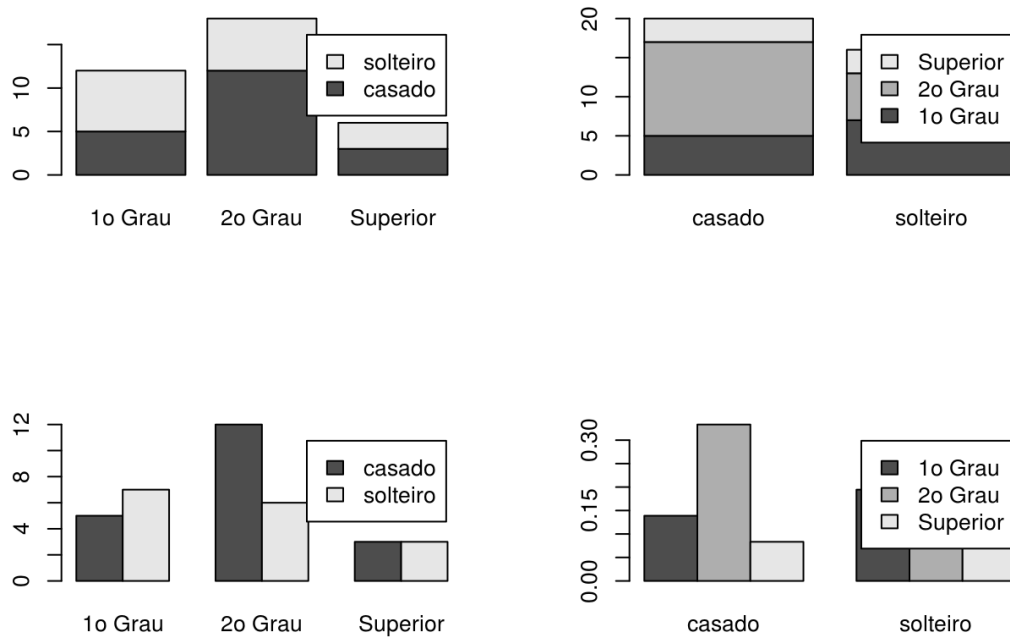 solteiro
casado
0 5 10
1o Grau 2o Grau Superior
Superior
2o Grau
1o Grau
0 5 10 20
casado solteiro
casado
solteiro
0 4 8 12
1o Grau 2o Grau Superior
1o Grau
2o Grau
Superior
0.00 0.15 0.30
casado solteiro